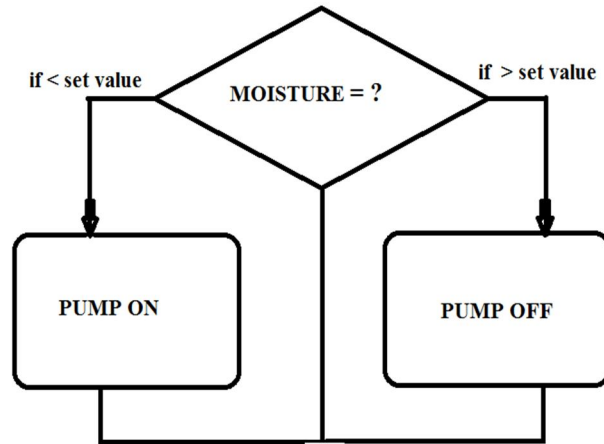 if < set value
MOISTURE = ?
if > set value
PUMP ON
PUMP OFF